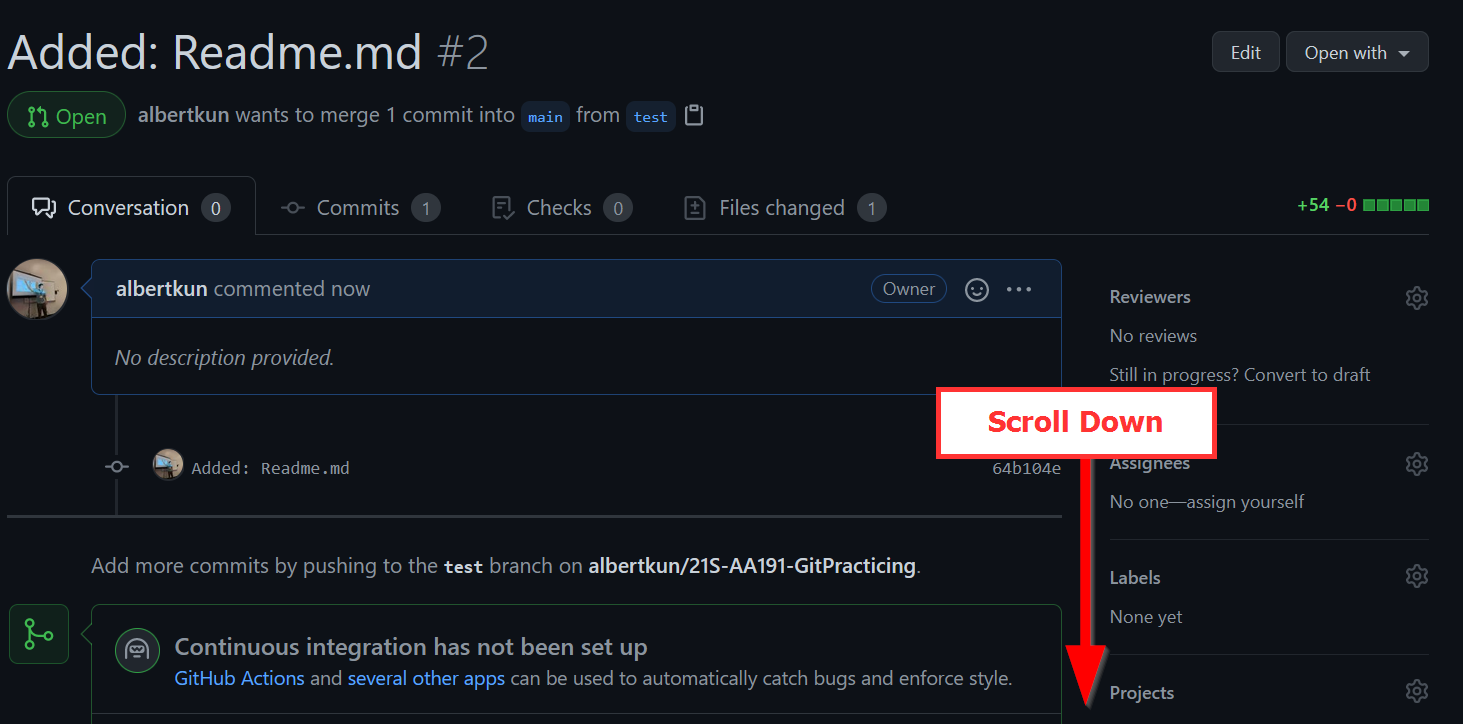 Added: Readme.md #2
Edit
Open with
Open
albertkun wants to merge 1 commit into main from test
Conversation 0
Commits 1
Checks 0
Files changed 1
+54 −0
albertkun commented now
Owner
No description provided.
Added: Readme.md
64b104e
Add more commits by pushing to the test branch on albertkun/21S-AA191-GitPracticing.
Continuous integration has not been set up
GitHub Actions and several other apps can be used to automatically catch bugs and enforce style.
Reviewers
No reviews
Still in progress? Convert to draft
Scroll Down
Assignees
No one—assign yourself
Labels
None yet
Projects